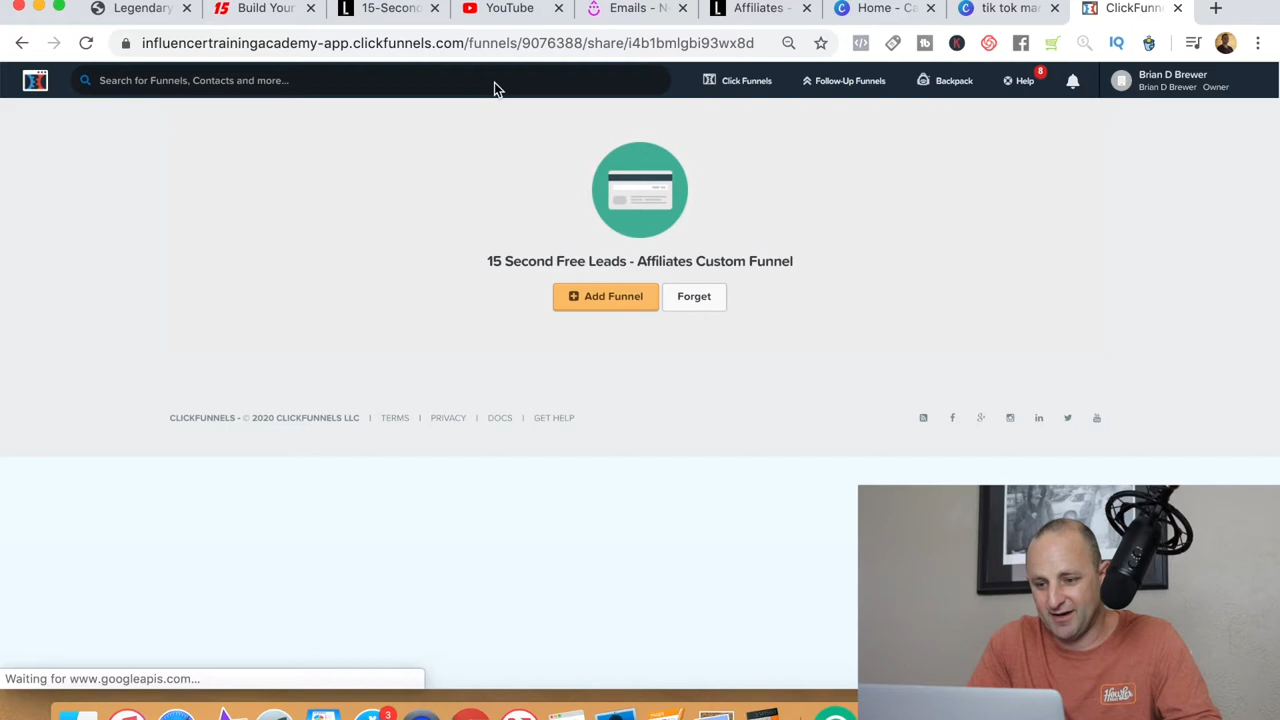 Legendary
Build Your
15-Second
YouTube
Emails - N
Affiliates -
Home - Ca
tik tok mar
ClickFunn
influencertrainingacademy-app.clickfunnels.com/funnels/9076388/share/i4b1bmlgbi93wx8d
Search for Funnels, Contacts and more...
Click Funnels
Follow-Up Funnels
Backpack
Help
8
Brian D Brewer
Brian D Brewer Owner
15 Second Free Leads - Affiliates Custom Funnel
Add Funnel
Forget
CLICKFUNNELS - © 2020 CLICKFUNNELS LLC | TERMS | PRIVACY | DOCS | GET HELP
Waiting for www.googleapis.com...
3